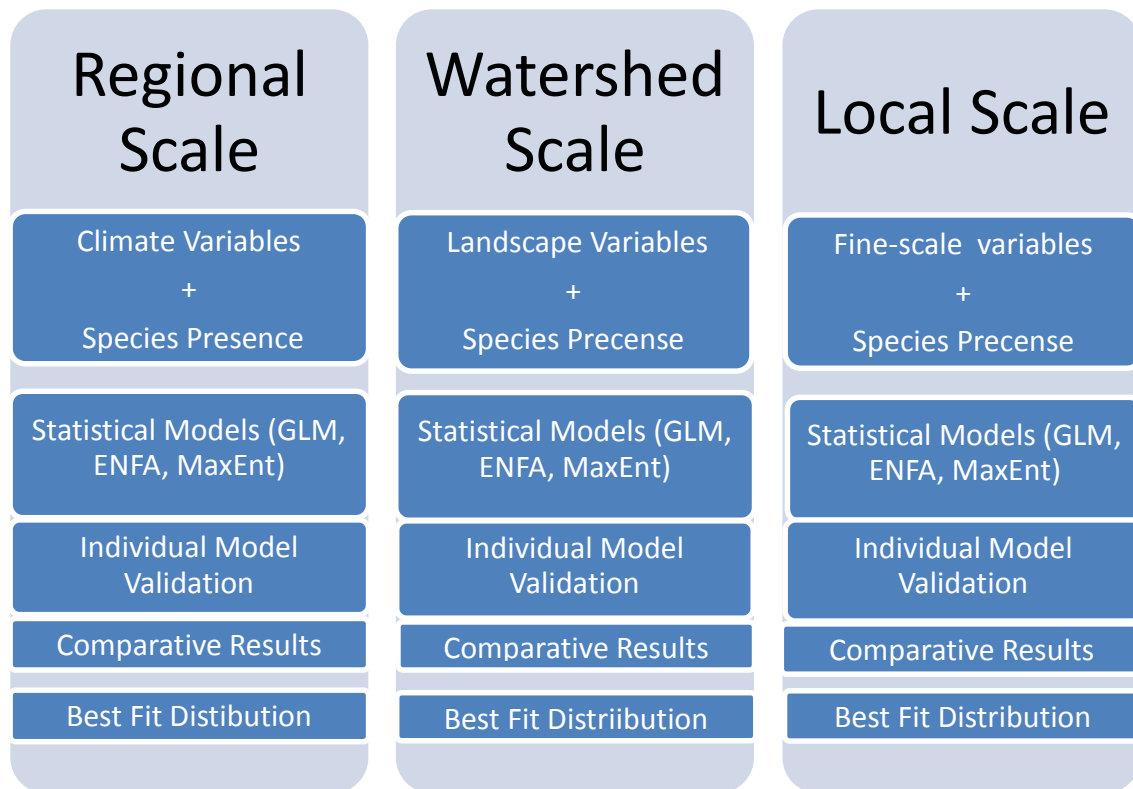 Regional
Scale
Climate Variables
+
Species Presence
Statistical Models (GLM,
ENFA, MaxEnt)
Individual Model
Validation
Comparative Results
Best Fit Distibution
Watershed
Scale
Landscape Variables
+
Species Precense
Statistical Models (GLM,
ENFA, MaxEnt)
Individual Model
Validation
Comparative Results
Best Fit Distriibution
Local Scale
Fine-scale variables
+
Species Precense
Statistical Models (GLM,
ENFA, MaxEnt)
Individual Model
Validation
Comparative Results
Best Fit Distribution